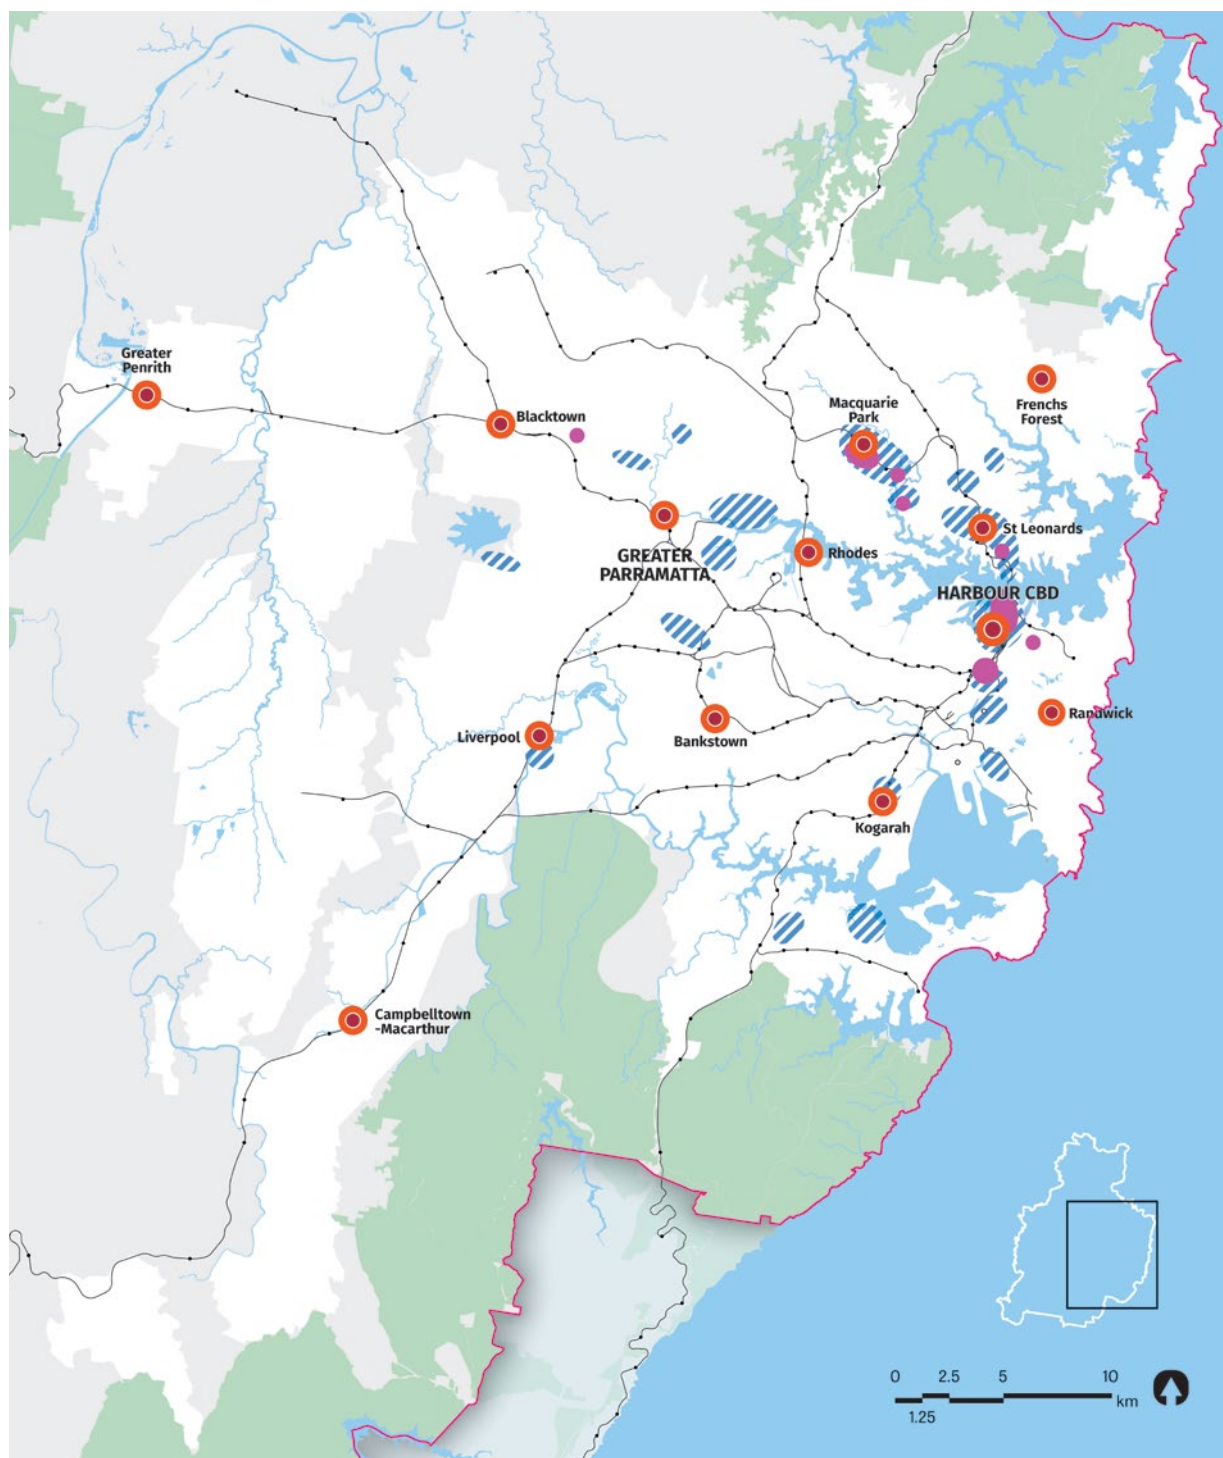 Greater
Penrith
Blacktown
Macquarie
Park
Frenchs
Forest
St Leonards
GREATER
PARRAMATTA
Rhodes
HARBOUR CBD
Randwick
Liverpool
Bankstown
Kogarah
Campbelltown
-Macarthur
0 2.5 5 10
km
1.25